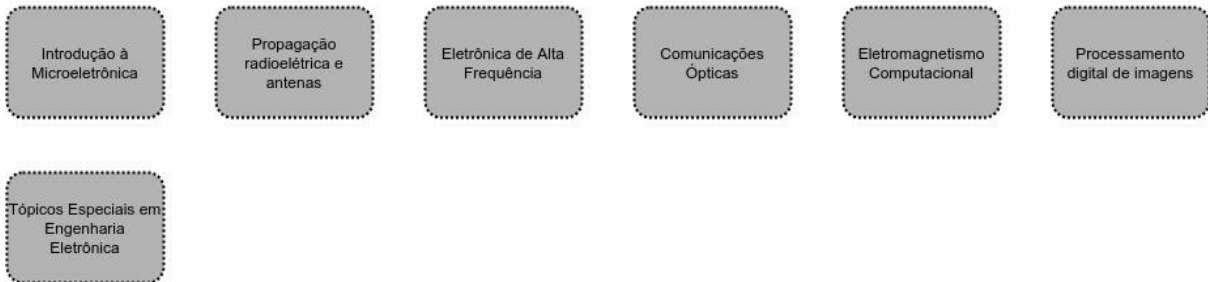 Introdução à
Microeletrônica
Propagação
radioelétrica e
antenas
Eletrônica de Alta
Frequência
Comunicações
Ópticas
Eletromagnetismo
Computacional
Processamento
digital de imagens
Tópicos Especiais em
Engenharia
Eletrônica